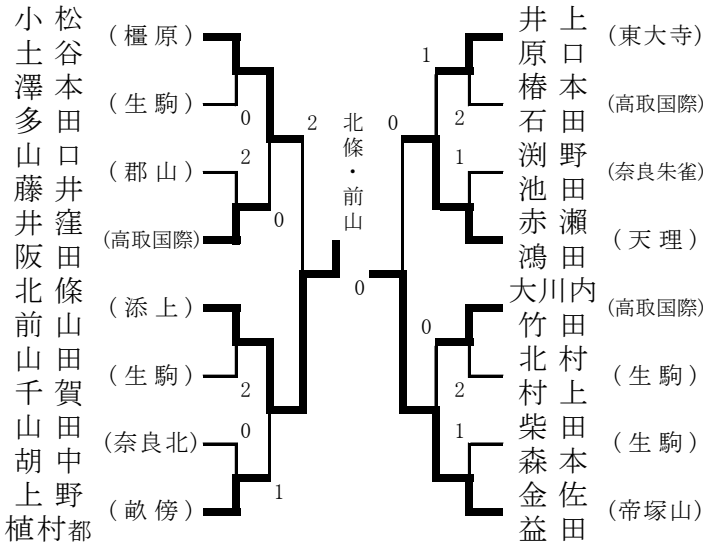 小松
土谷
(橿原)
澤本
多田
(生駒)
0
山口
藤井
(郡山)
2
井窪
阪田
(高取国際)
0
2
北條
前山
(添上)
山田
千賀
(生駒)
2
山田
胡中
(奈良北)
0
上野
植村都
(畝傍)
1
北條・前山
0
井上
原口
(東大寺)
1
椿本
石田
(高取国際)
2
渕野
池田
(奈良朱雀)
1
赤瀬
鴻田
(天理)
0
大川内
竹田
(高取国際)
0
北村
村上
(生駒)
2
柴田
森本
(生駒)
1
金佐
益田
(帝塚山)